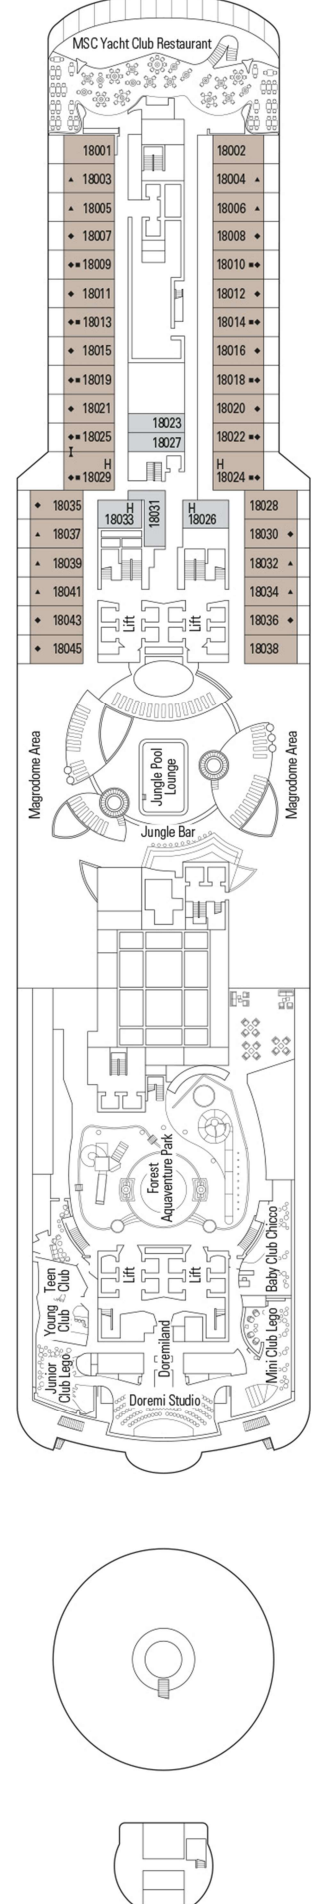 MSC Yacht Club Restaurant
18001 18002
18003 18004
18005 18006
18007 18008
18009 18010
18011 18012
18013 18014
18015 18016
18019 18018
18021 18020
18023
18025 18022
18027
H H
18029 18024
18035 18028
H 18031 H
18033 18026
18037 18030
18039 18032
18041 18034
18043 Lift Lift 18036
18045 18038
Magrodome Area
Jungle Pool
Lounge
Magrodome Area
Jungle Bar
Forest
Aquaventure Park
Teen
Club
Lift
Lift
Baby Club Chicco
Young
Club
Doremiland
Mini Club Lego
Junior
Club Lego
Doremi Studio